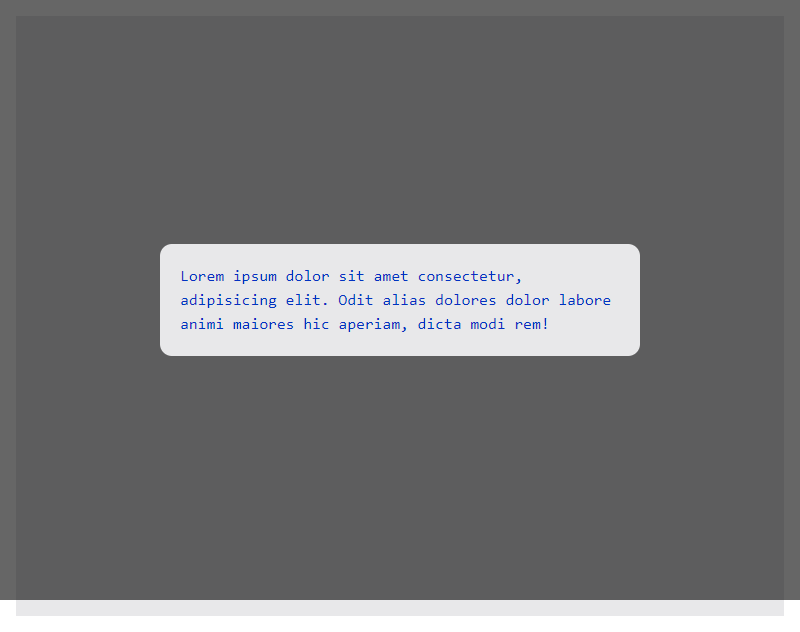 Lorem ipsum dolor sit amet consectetur,
adipisicing elit. Odit alias dolores dolor labore
animi maiores hic aperiam, dicta modi rem!